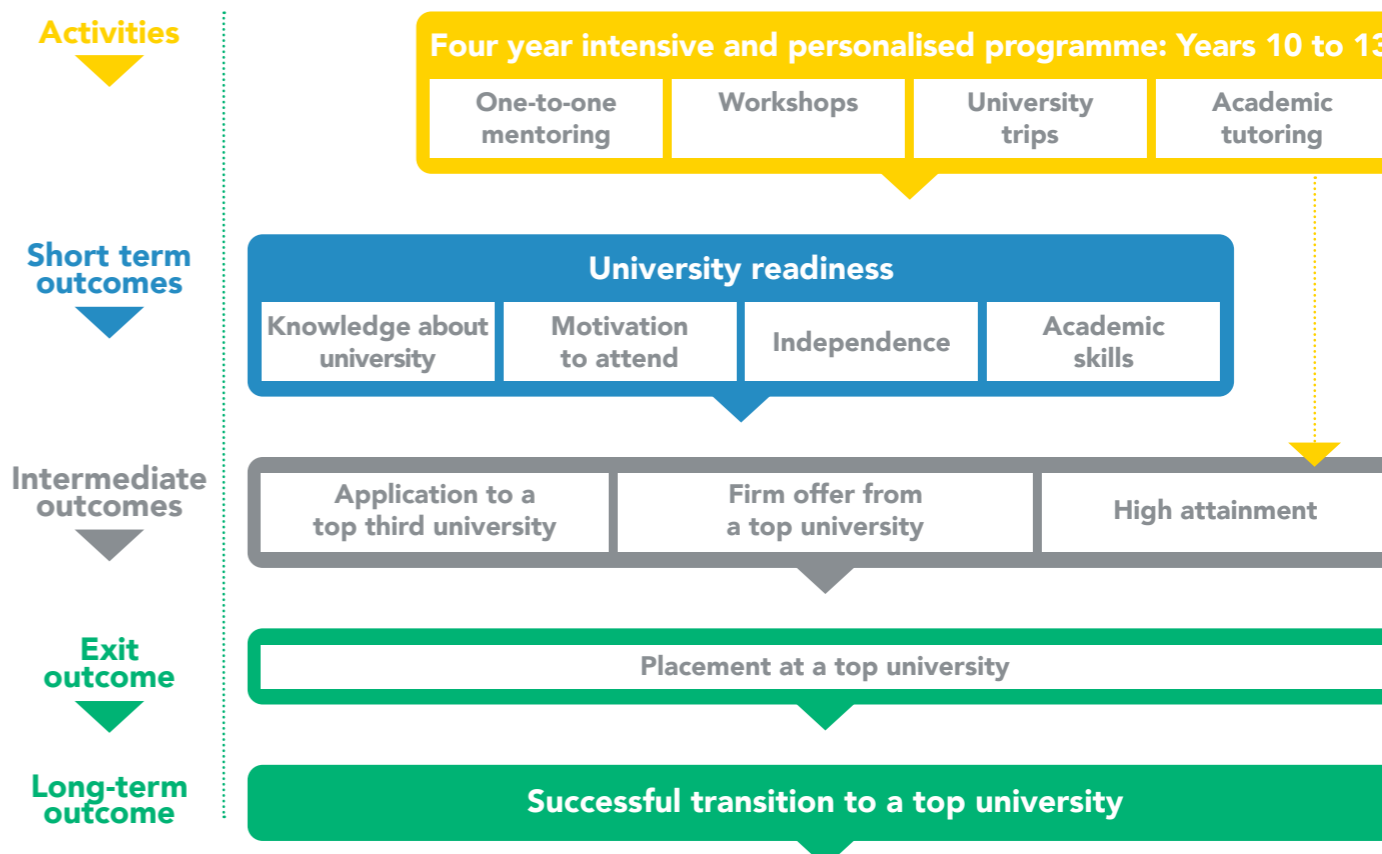 Activities
Four year intensive and personalised programme: Years 10 to 13
One-to-one
mentoring
Workshops
University
trips
Academic
tutoring
Short term
outcomes
University readiness
Knowledge about
university
Motivation
to attend
Independence
Academic
skills
Intermediate
outcomes
Application to a
top third university
Firm offer from
a top university
High attainment
Exit
outcome
Placement at a top university
Long-term
outcome
Successful transition to a top university